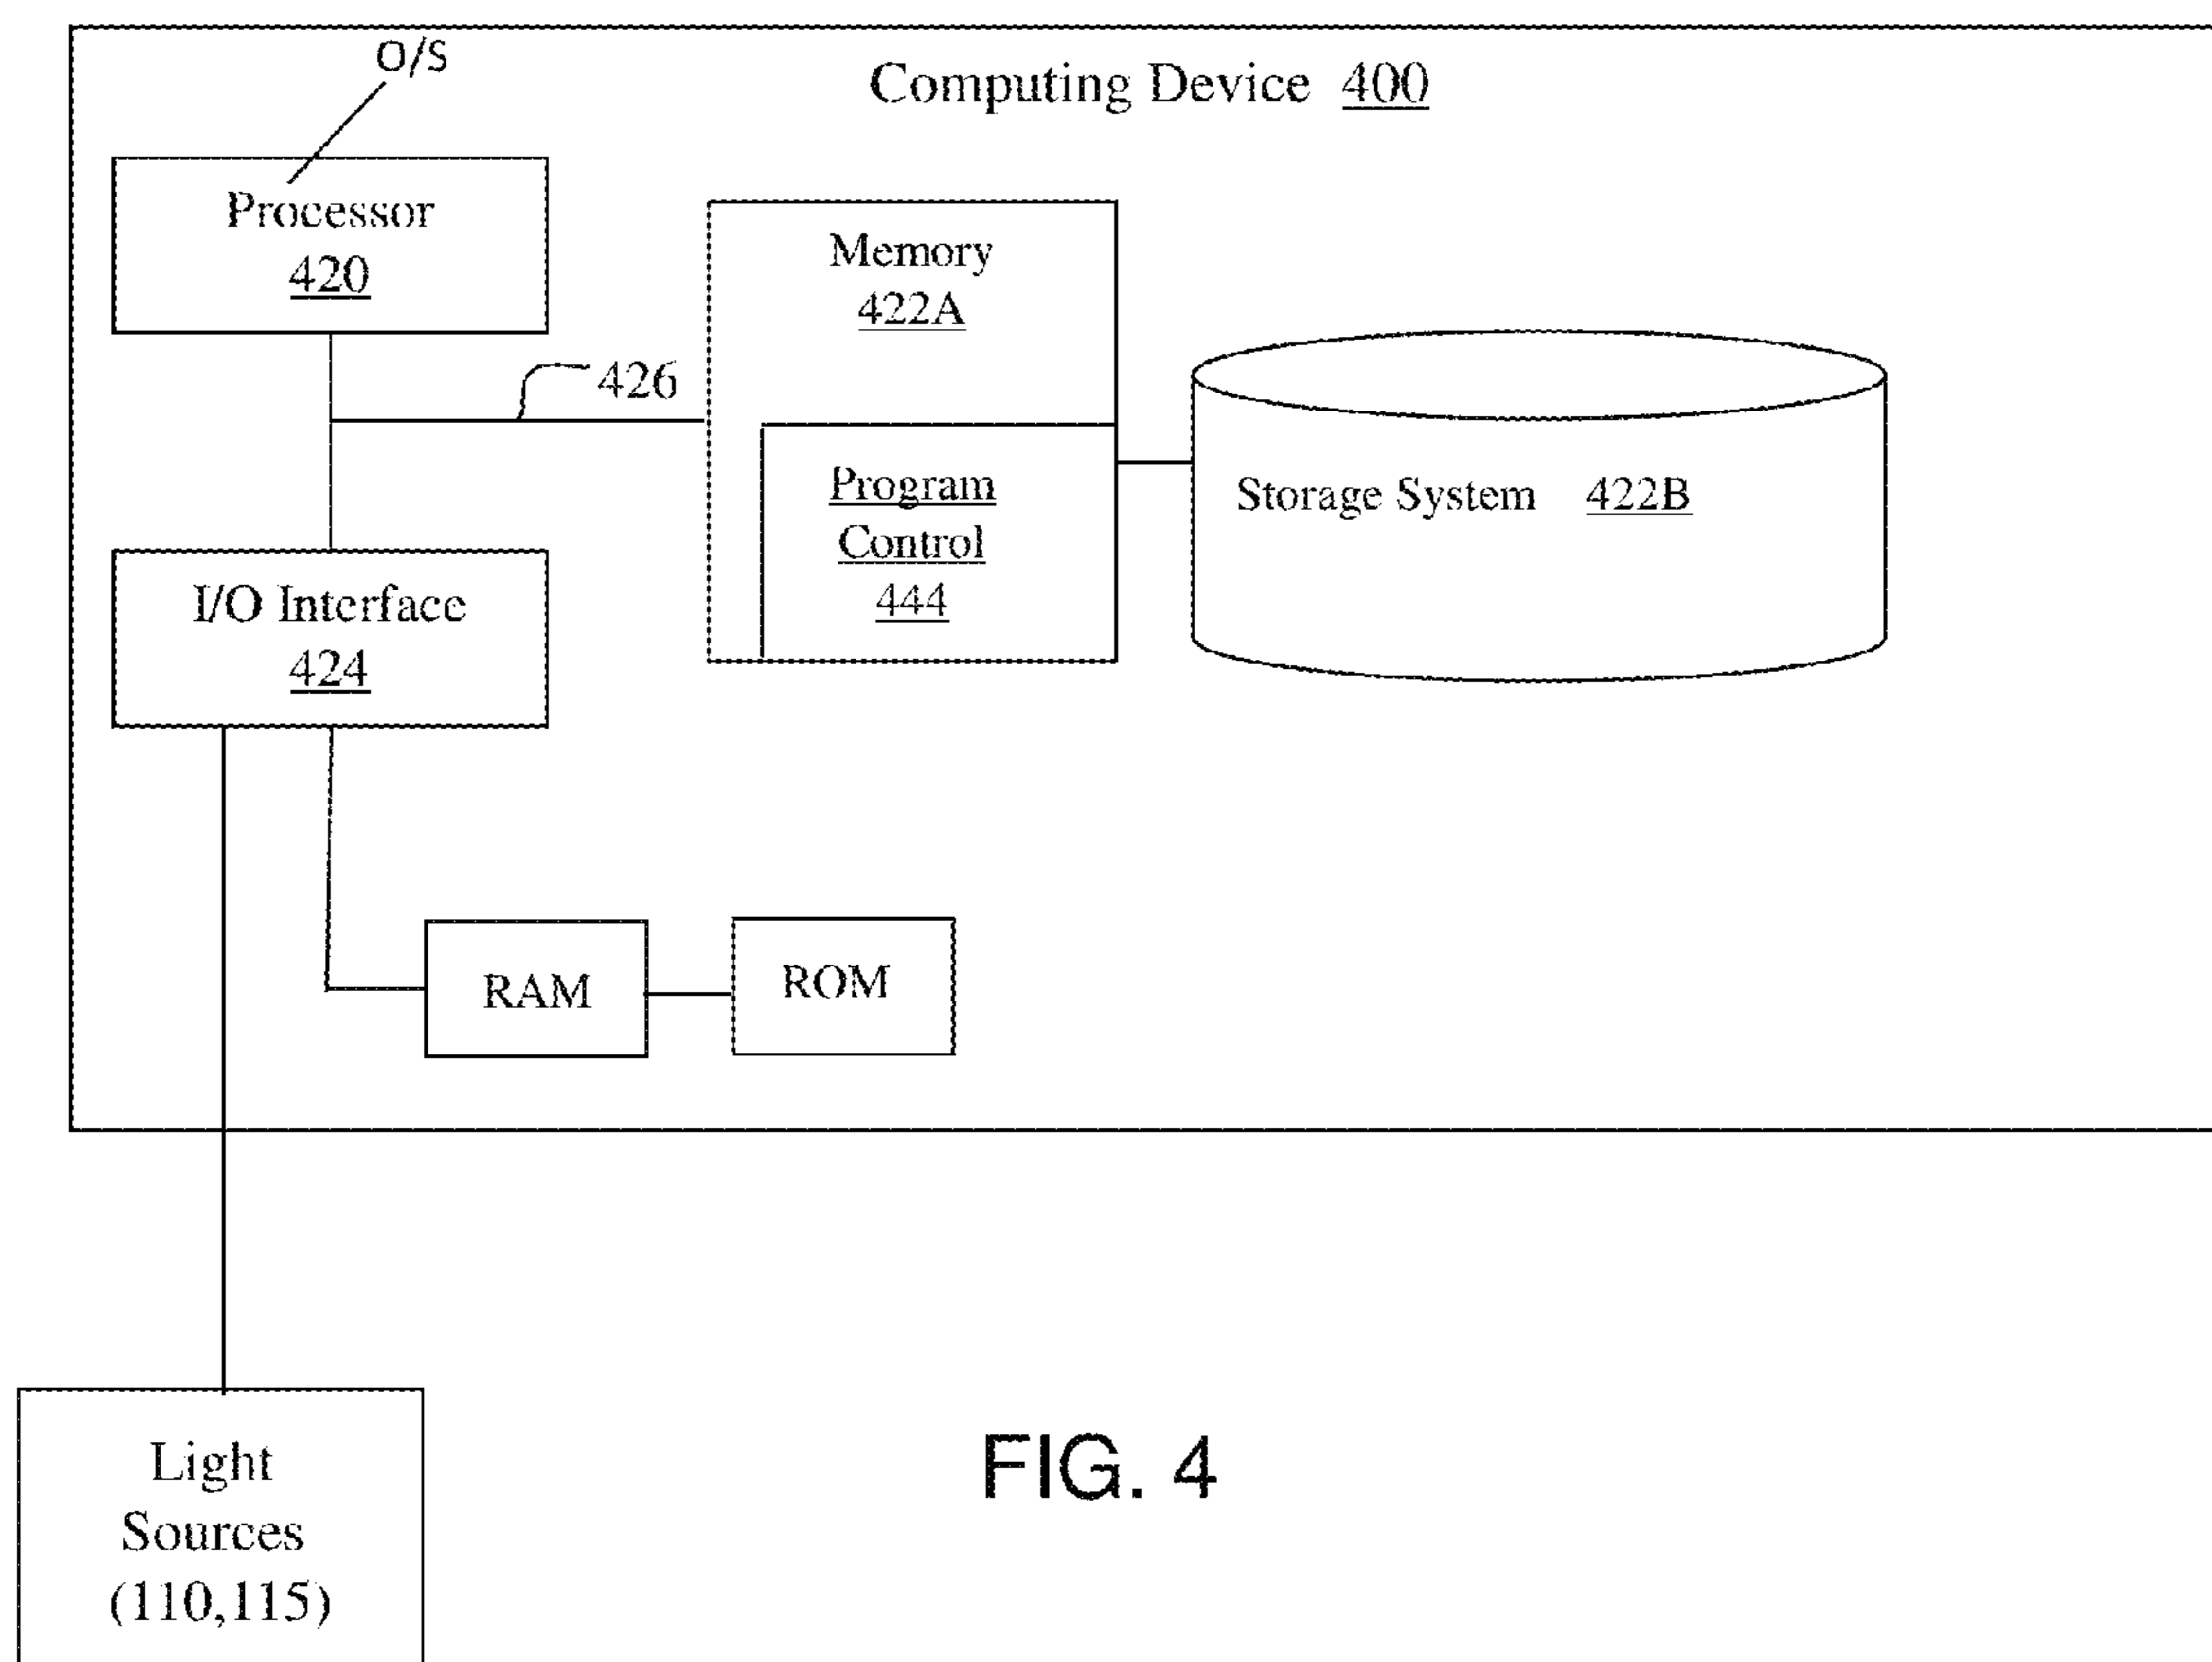 O/S
Computing Device 400
Processor
420
426
Memory
422A
Program
Control
444
Storage System 422B
I/O Interface
424
RAM
ROM
Light
Sources
(110,115)
FIG. 4